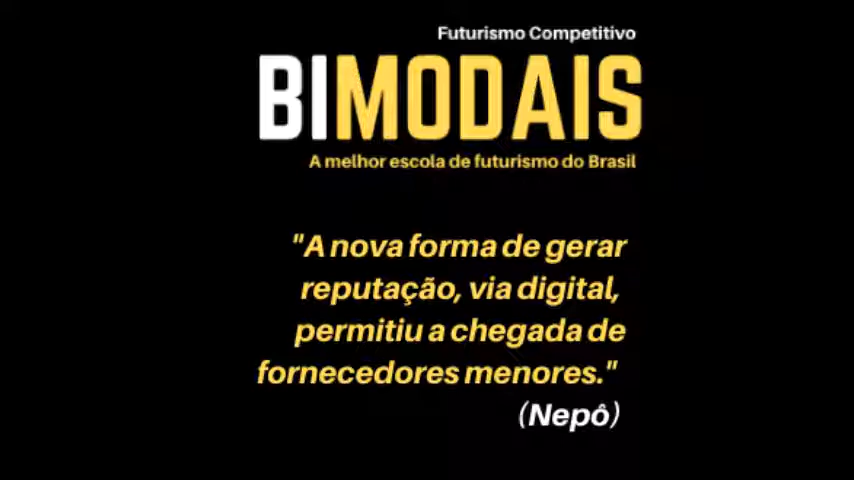 Futurismo Competitivo
BIMODAIS
A melhor escola de futurismo do Brasil
"A nova forma de gerar
reputação, via digital,
permitiu a chegada de
fornecedores menores."
(Nepô)